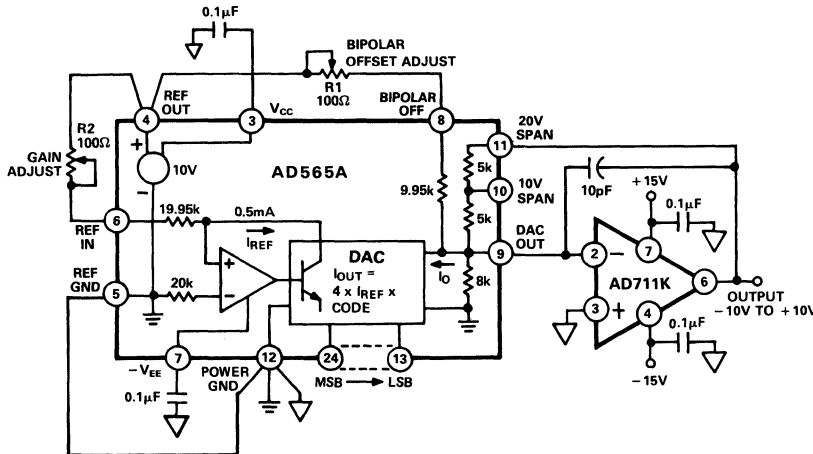 0.1μF
BIPOLAR
OFFSET ADJUST
R1
100Ω
REF
OUT
4
VCC
3
BIPOLAR
OFF
8
20V
SPAN
11
R2
100Ω
GAIN
ADJUST
+
10V
−
AD565A
9.95k
5k
10
10V
SPAN
5k
10pF
+15V
0.1μF
6
REF
IN
19.95k
0.5mA
IREF
DAC
IOUT =
4 x IREF x
CODE
IO
8k
9
DAC
OUT
2
−
7
AD711K
6
OUTPUT
−10V TO +10V
REF
GND
5
20k
+
−
3
+
4
0.1μF
−15V
7
−VEE
12
POWER
GND
24
13
MSB
LSB
0.1μF